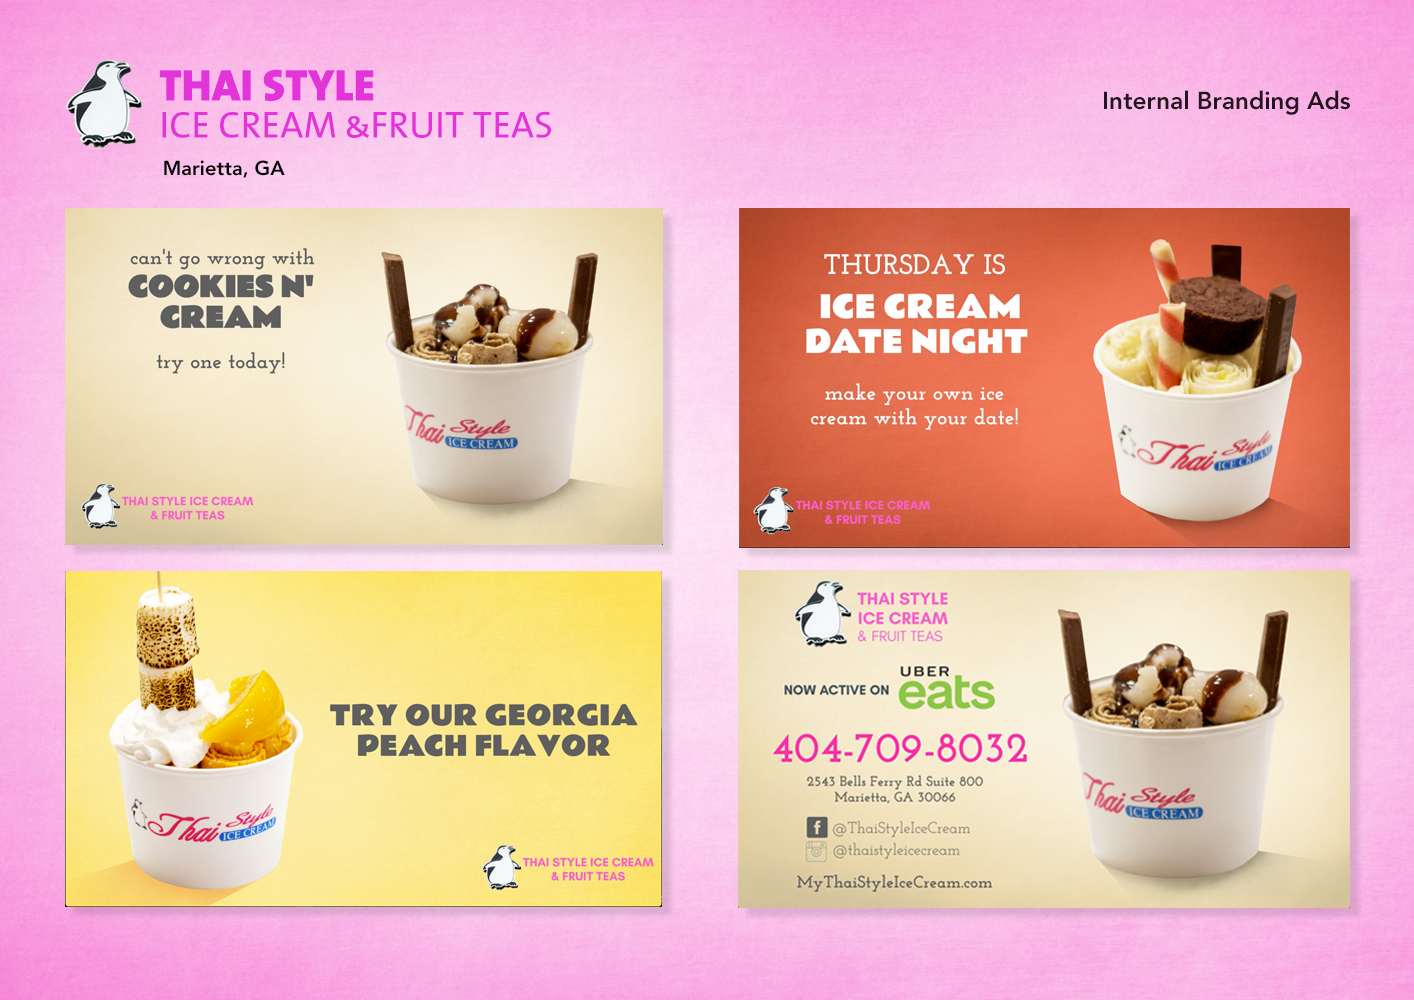 THAI STYLE
ICE CREAM &FRUIT TEAS
Marietta, GA
Internal Branding Ads
can't go wrong with
COOKIES N'
CREAM
try one today!
Thai Style
ICE CREAM
THAI STYLE ICE CREAM
& FRUIT TEAS
THURSDAY IS
ICE CREAM
DATE NIGHT
make your own ice
cream with your date!
Thai Style
ICE CREAM
THAI STYLE ICE CREAM
& FRUIT TEAS
TRY OUR GEORGIA
PEACH FLAVOR
Thai Style
ICE CREAM
THAI STYLE ICE CREAM
& FRUIT TEAS
THAI STYLE
ICE CREAM
& FRUIT TEAS
NOW ACTIVE ON UBER eats
404-709-8032
2543 Bells Ferry Rd Suite 800
Marietta, GA 30066
@ThaiStyleIceCream
@thaistyleicecream
MyThaiStyleIceCream.com
Thai Style
ICE CREAM